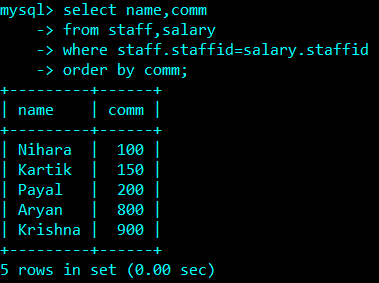 mysql> select name,comm
    -> from staff,salary
    -> where staff.staffid=salary.staffid
    -> order by comm;
+---------+------+
| name    | comm |
+---------+------+
| Nihara  |  100 |
| Kartik  |  150 |
| Payal   |  200 |
| Aryan   |  800 |
| Krishna |  900 |
+---------+------+
5 rows in set (0.00 sec)